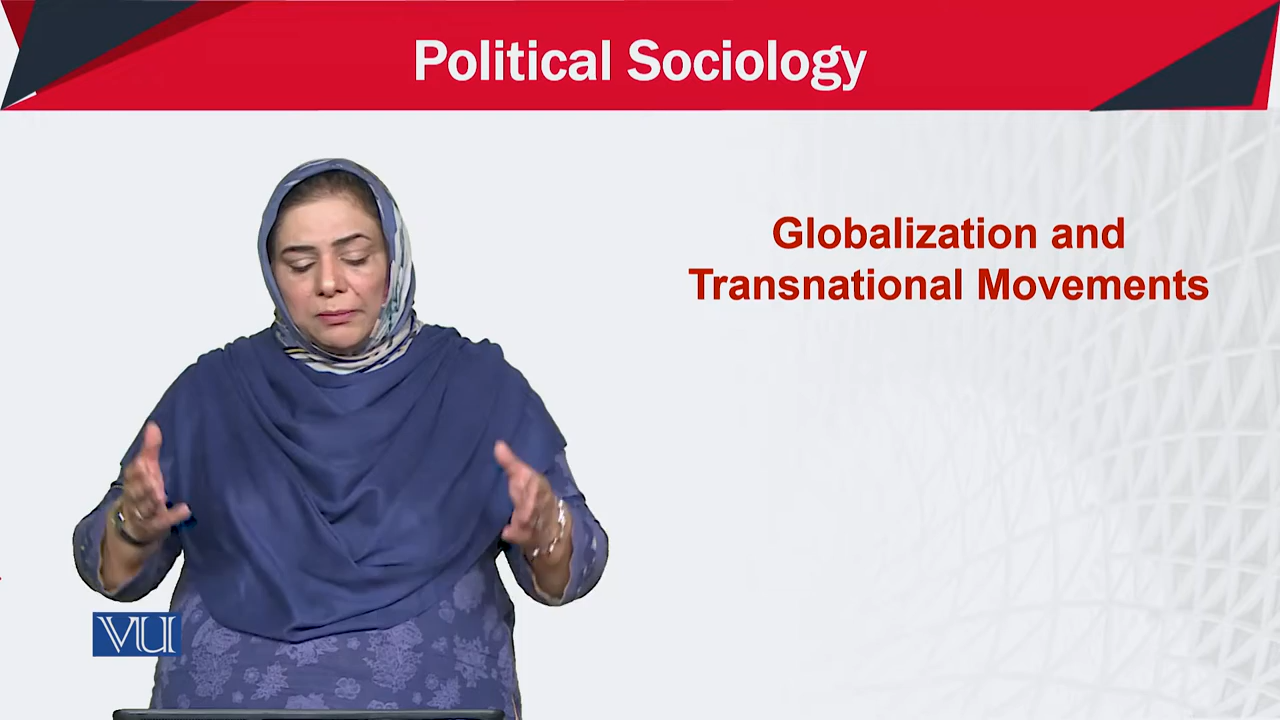 Political Sociology
Globalization and
Transnational Movements
VU